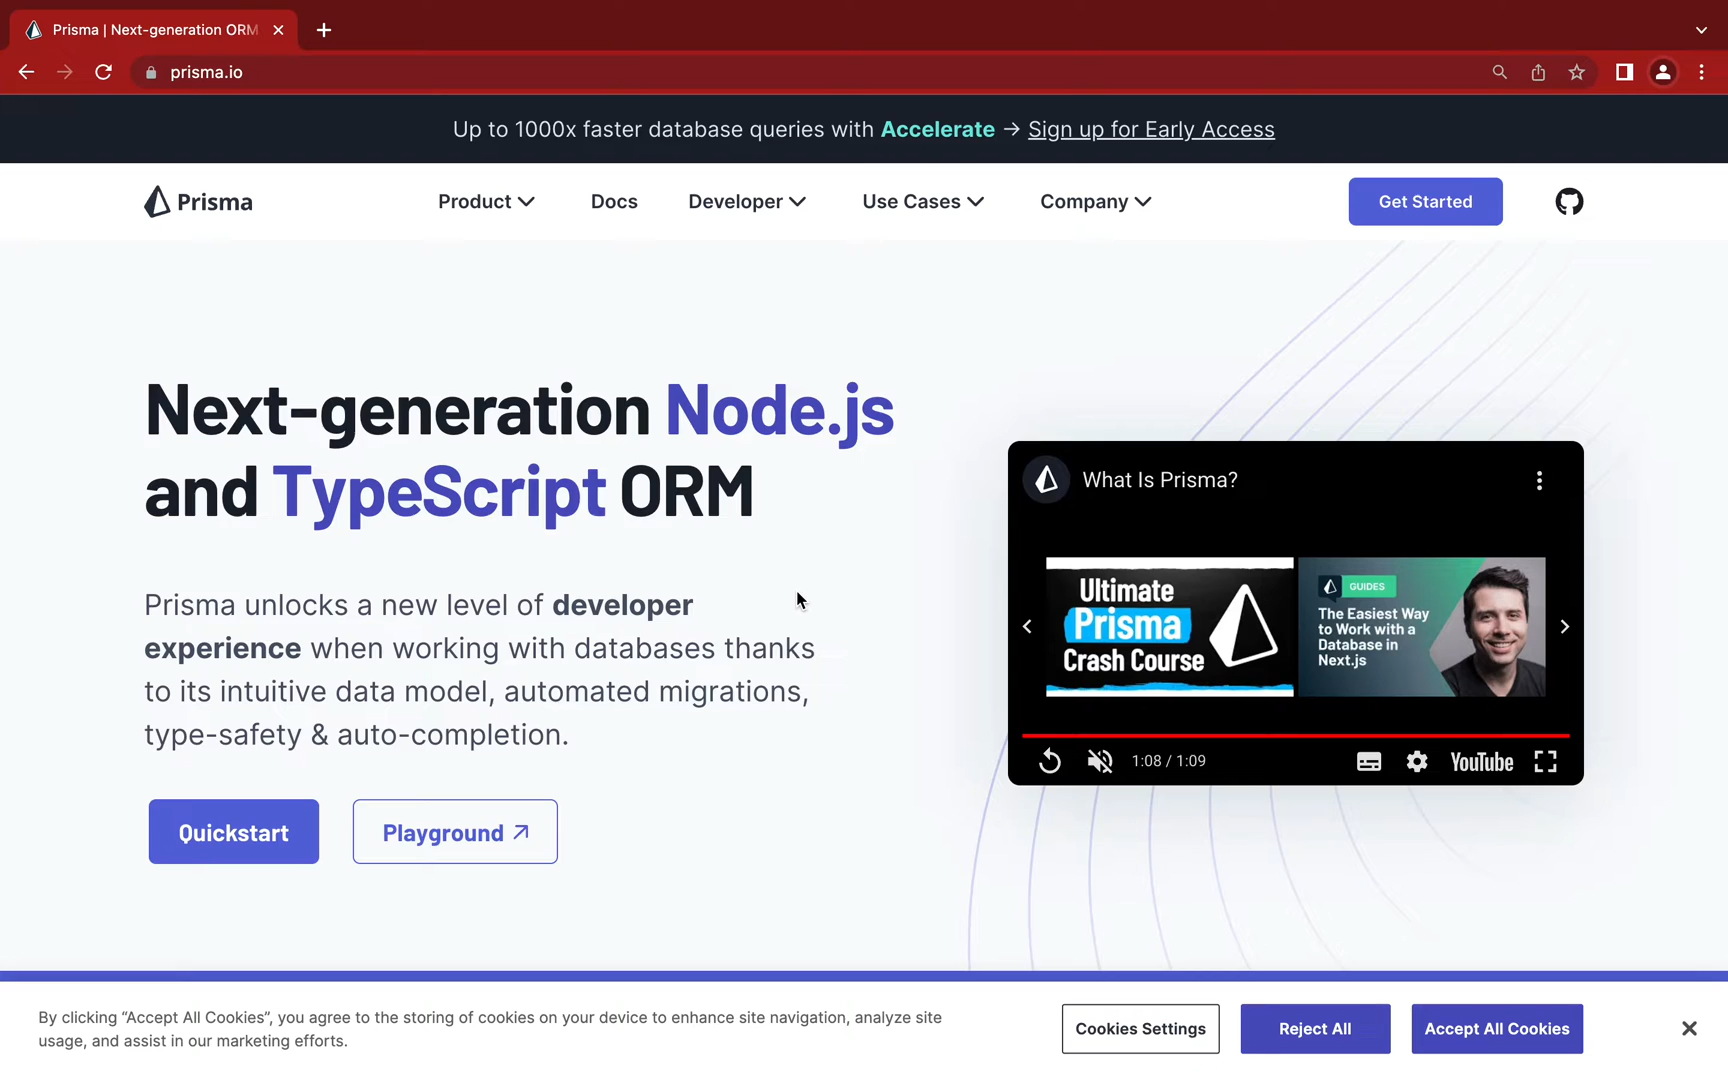 Prisma | Next-generation ORM
prisma.io
Up to 1000x faster database queries with Accelerate → Sign up for Early Access
Prisma
Product
Docs
Developer
Use Cases
Company
Get Started
Next-generation Node.js
and TypeScript ORM
Prisma unlocks a new level of developer
experience when working with databases thanks
to its intuitive data model, automated migrations,
type-safety & auto-completion.
Quickstart
Playground
What Is Prisma?
Ultimate
Prisma
Crash Course
GUIDES
The Easiest Way
to Work with a
Database in
Next.js
1:08 / 1:09
YouTube
By clicking “Accept All Cookies”, you agree to the storing of cookies on your device to enhance site navigation, analyze site
usage, and assist in our marketing efforts.
Cookies Settings
Reject All
Accept All Cookies